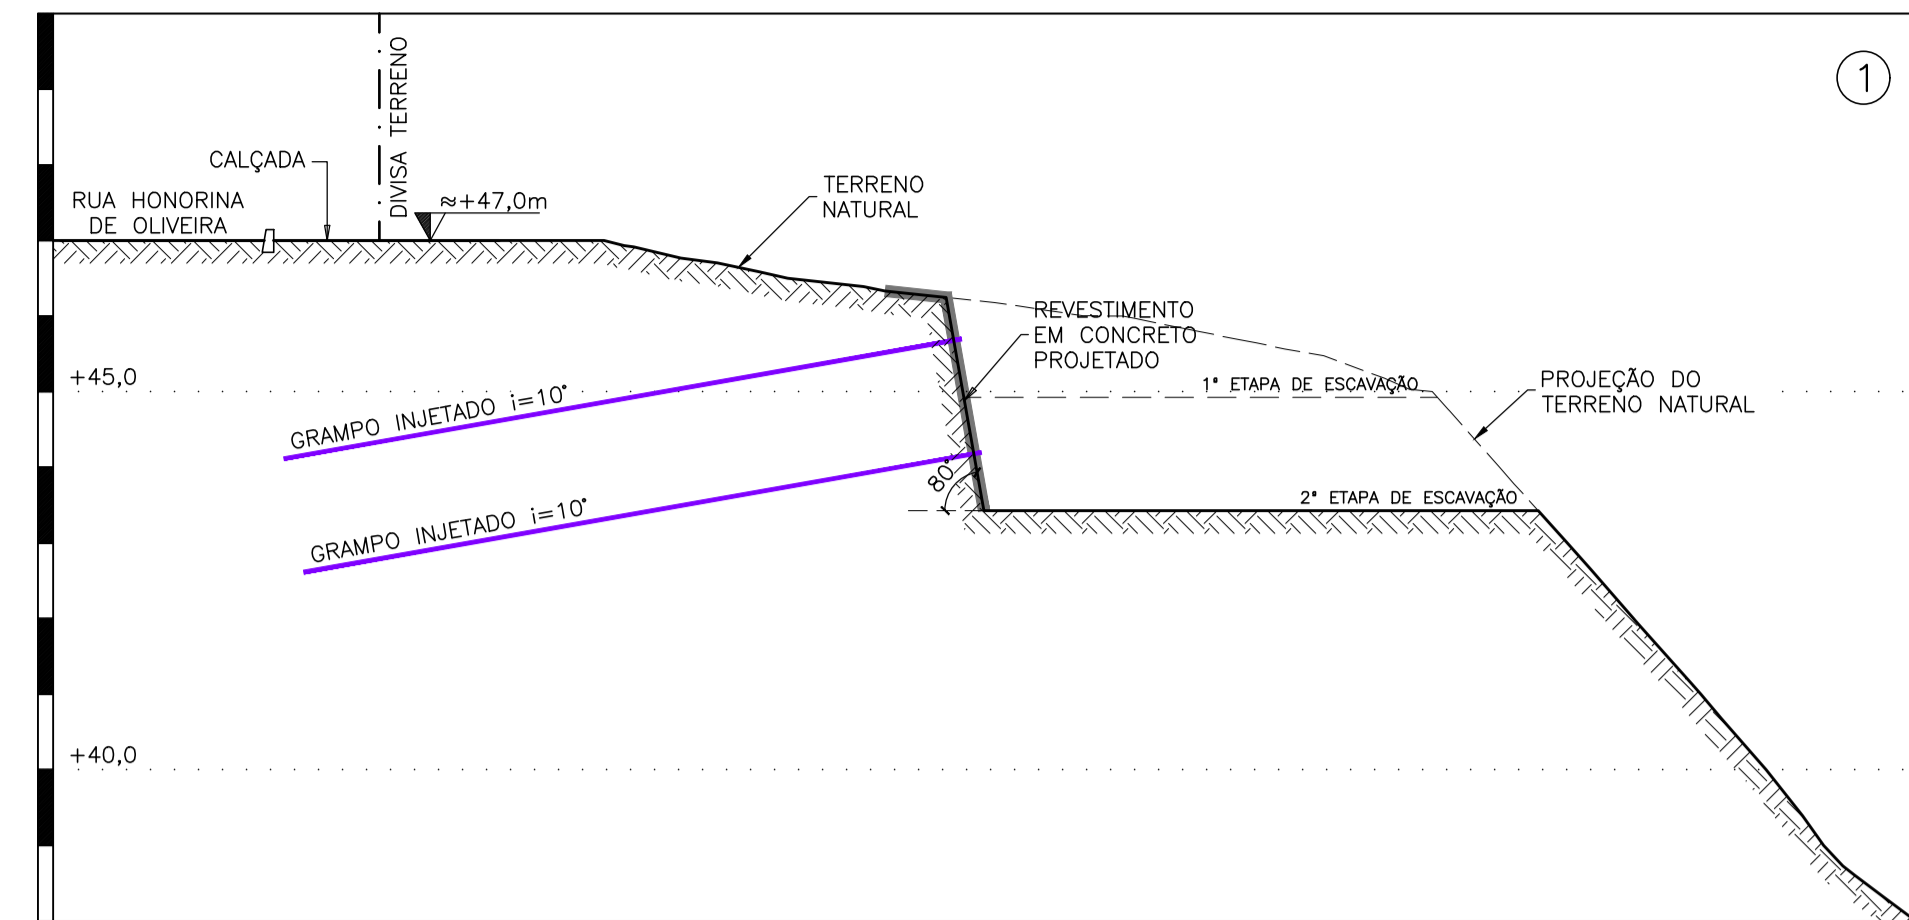 1
DIVISA TERRENO
CALÇADA
RUA HONORINA
DE OLIVEIRA
≈+47,0m
TERRENO
NATURAL
REVESTIMENTO
EM CONCRETO
PROJETADO
+45,0
1ª ETAPA DE ESCAVAÇÃO
PROJEÇÃO DO
TERRENO NATURAL
GRAMPO INJETADO i=10°
80°
2ª ETAPA DE ESCAVAÇÃO
GRAMPO INJETADO i=10°
+40,0